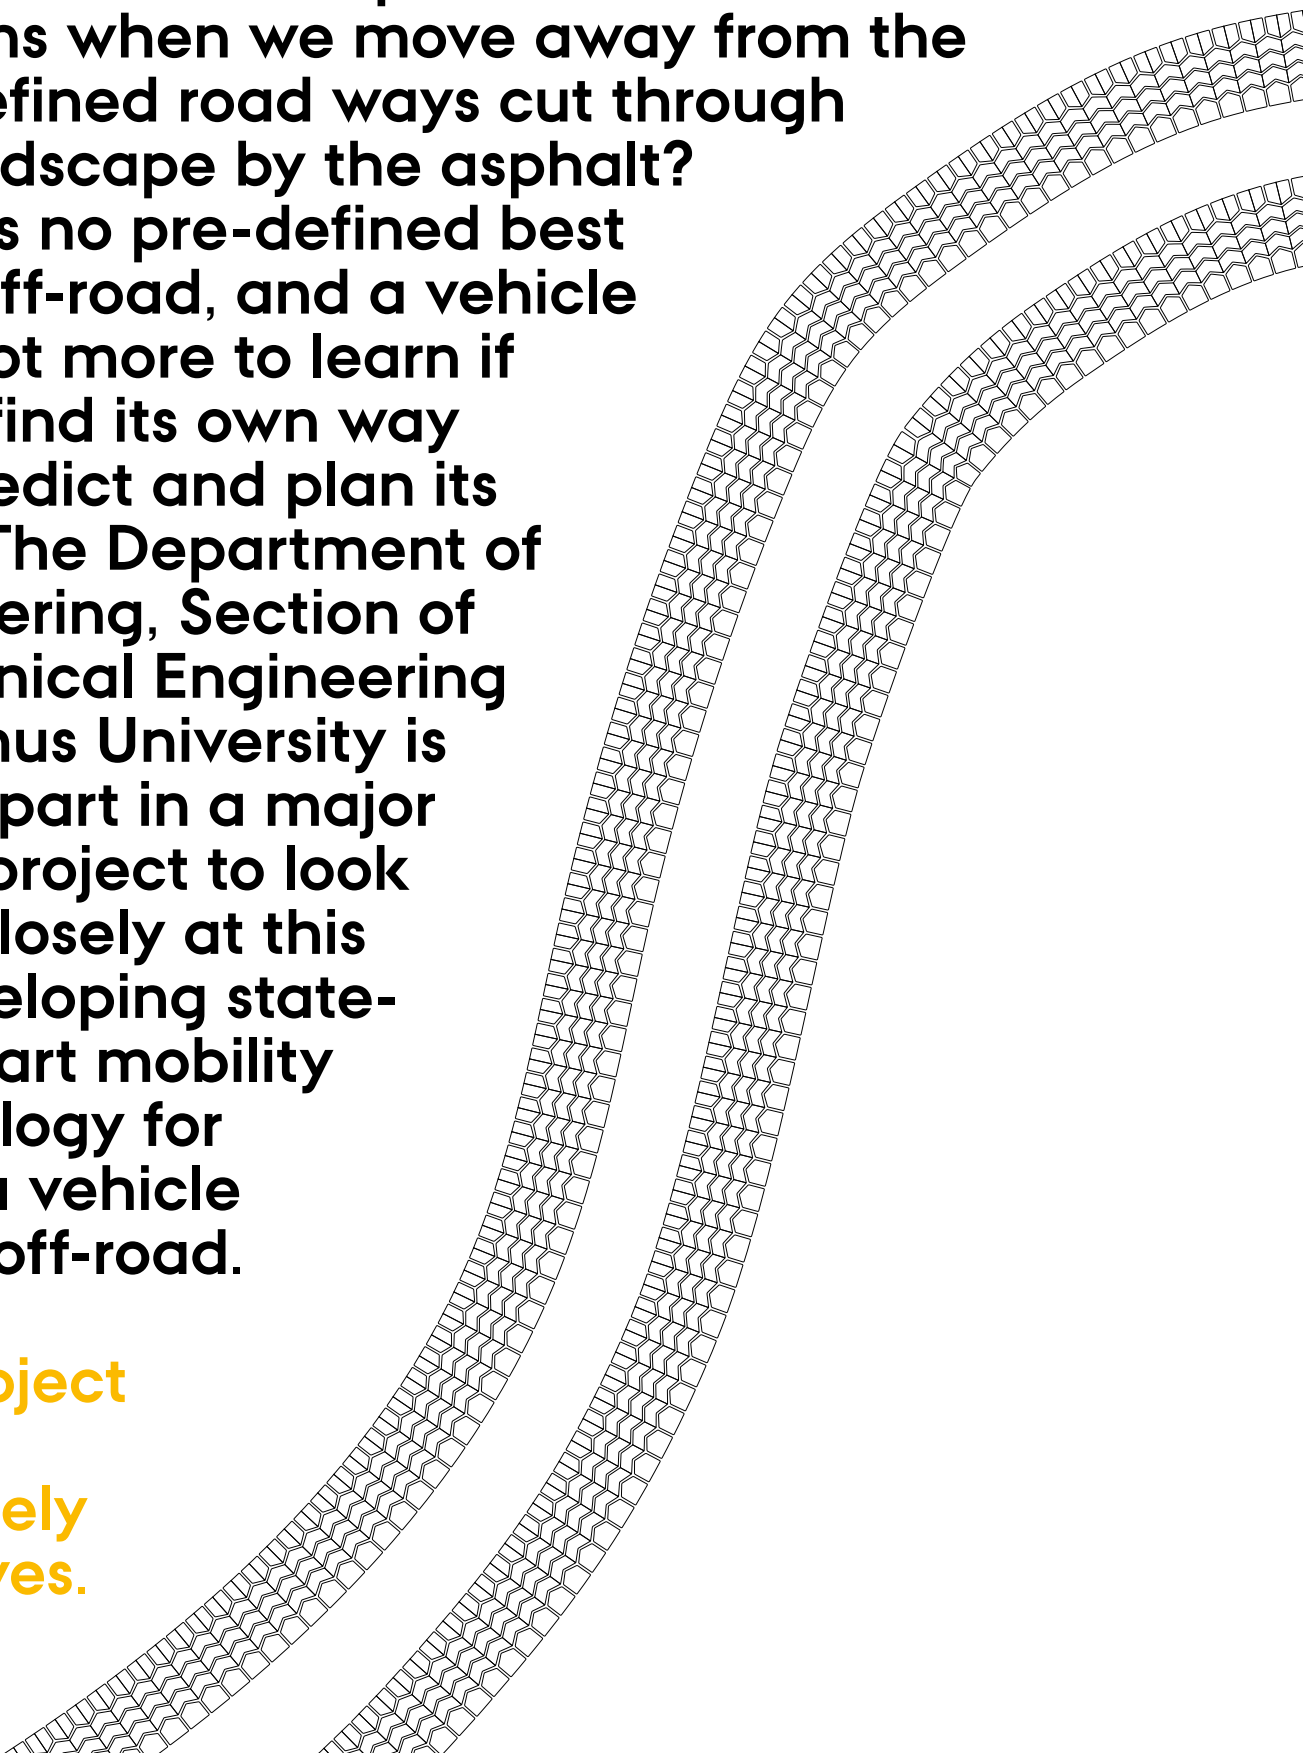 ns when we move away from the
efined road ways cut through
dscape by the asphalt?
s no pre-defined best
ff-road, and a vehicle
ot more to learn if
find its own way
edict and plan its
The Department of
ering, Section of
nical Engineering
nus University is
part in a major
project to look
losely at this
eloping state-
art mobility
logy for
a vehicle
off-road.
oject
ely
ves.